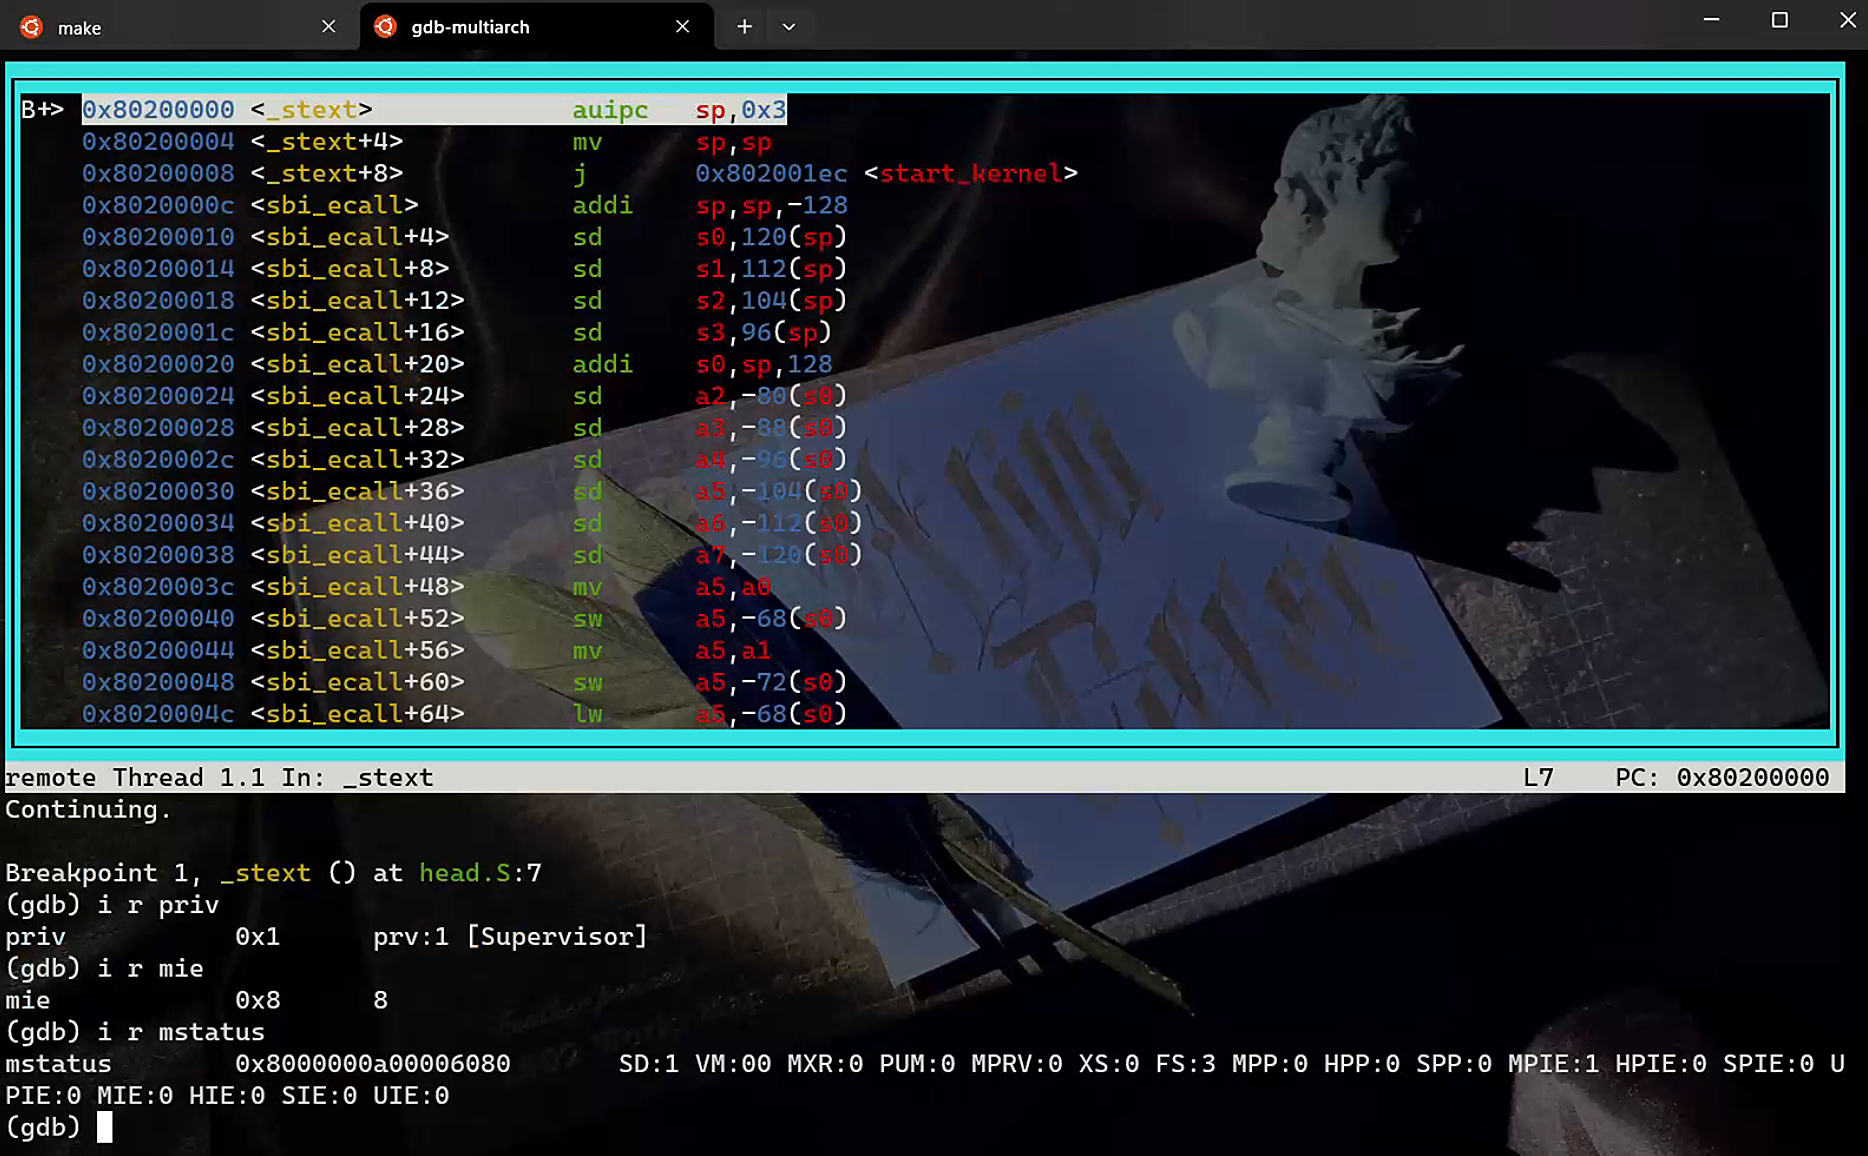 make
gdb-multiarch
B+> 0x80200000 <_stext> auipc sp,0x3
0x80200004 <_stext+4> mv sp,sp
0x80200008 <_stext+8> j 0x802001ec <start_kernel>
0x8020000c <sbi_ecall> addi sp,sp,-128
0x80200010 <sbi_ecall+4> sd s0,120(sp)
0x80200014 <sbi_ecall+8> sd s1,112(sp)
0x80200018 <sbi_ecall+12> sd s2,104(sp)
0x8020001c <sbi_ecall+16> sd s3,96(sp)
0x80200020 <sbi_ecall+20> addi s0,sp,128
0x80200024 <sbi_ecall+24> sd a2,-80(s0)
0x80200028 <sbi_ecall+28> sd a3,-88(s0)
0x8020002c <sbi_ecall+32> sd a4,-96(s0)
0x80200030 <sbi_ecall+36> sd a5,-104(s0)
0x80200034 <sbi_ecall+40> sd a6,-112(s0)
0x80200038 <sbi_ecall+44> sd a7,-120(s0)
0x8020003c <sbi_ecall+48> mv a5,a0
0x80200040 <sbi_ecall+52> sw a5,-68(s0)
0x80200044 <sbi_ecall+56> mv a5,a1
0x80200048 <sbi_ecall+60> sw a5,-72(s0)
0x8020004c <sbi_ecall+64> lw a5,-68(s0)
remote Thread 1.1 In: _stext L7 PC: 0x80200000
Continuing.
Breakpoint 1, _stext () at head.S:7
(gdb) i r priv
priv 0x1 prv:1 [Supervisor]
(gdb) i r mie
mie 0x8 8
(gdb) i r mstatus
mstatus 0x8000000a00006080 SD:1 VM:00 MXR:0 PUM:0 MPRV:0 XS:0 FS:3 MPP:0 HPP:0 SPP:0 MPIE:1 HPIE:0 SPIE:0 U
PIE:0 MIE:0 HIE:0 SIE:0 UIE:0
(gdb)